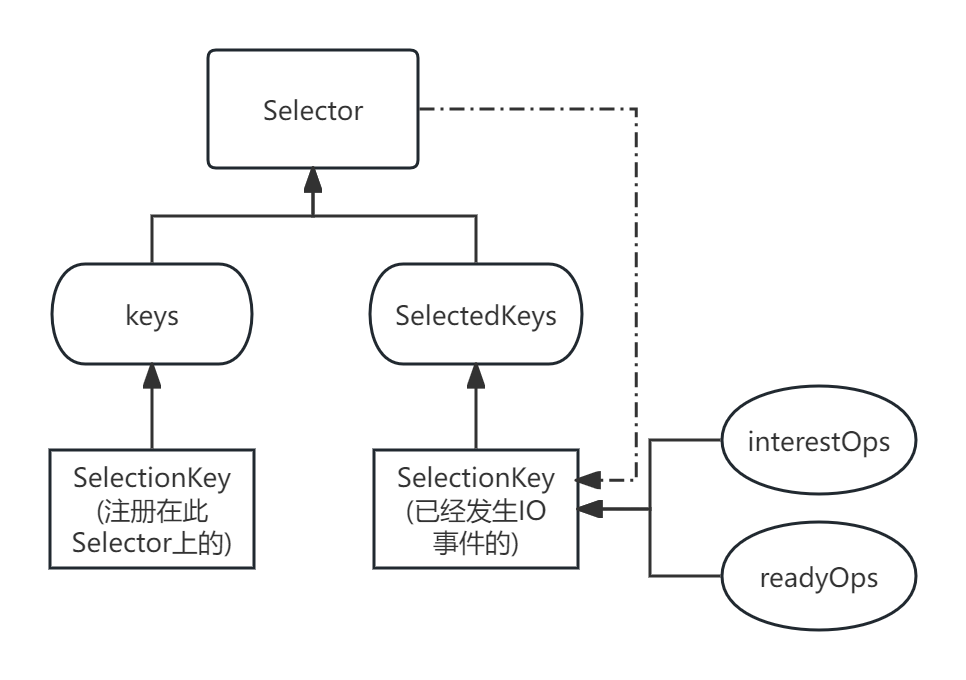 Selector
keys
SelectedKeys
SelectionKey
(注册在此
Selector上的)
SelectionKey
(已经发生IO
事件的)
interestOps
readyOps